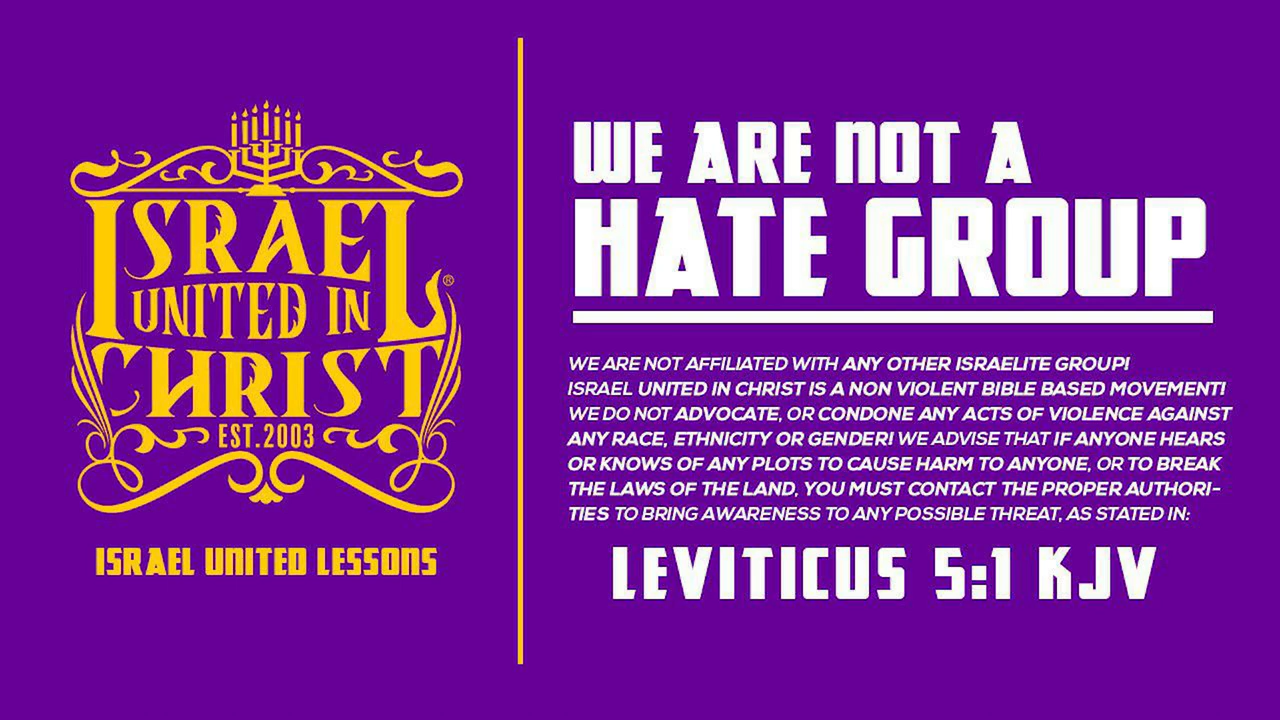 ISRAEL
UNITED IN
CHRIST
EST.2003
®
ISRAEL UNITED LESSONS
WE ARE NOT A
HATE GROUP
WE ARE NOT AFFILIATED WITH ANY OTHER ISRAELITE GROUP!
ISRAEL UNITED IN CHRIST IS A NON VIOLENT BIBLE BASED MOVEMENT!
WE DO NOT ADVOCATE, OR CONDONE ANY ACTS OF VIOLENCE AGAINST
ANY RACE, ETHNICITY OR GENDER! WE ADVISE THAT IF ANYONE HEARS
OR KNOWS OF ANY PLOTS TO CAUSE HARM TO ANYONE, OR TO BREAK
THE LAWS OF THE LAND, YOU MUST CONTACT THE PROPER AUTHORI-
TIES TO BRING AWARENESS TO ANY POSSIBLE THREAT, AS STATED IN:
LEVITICUS 5:1 KJV